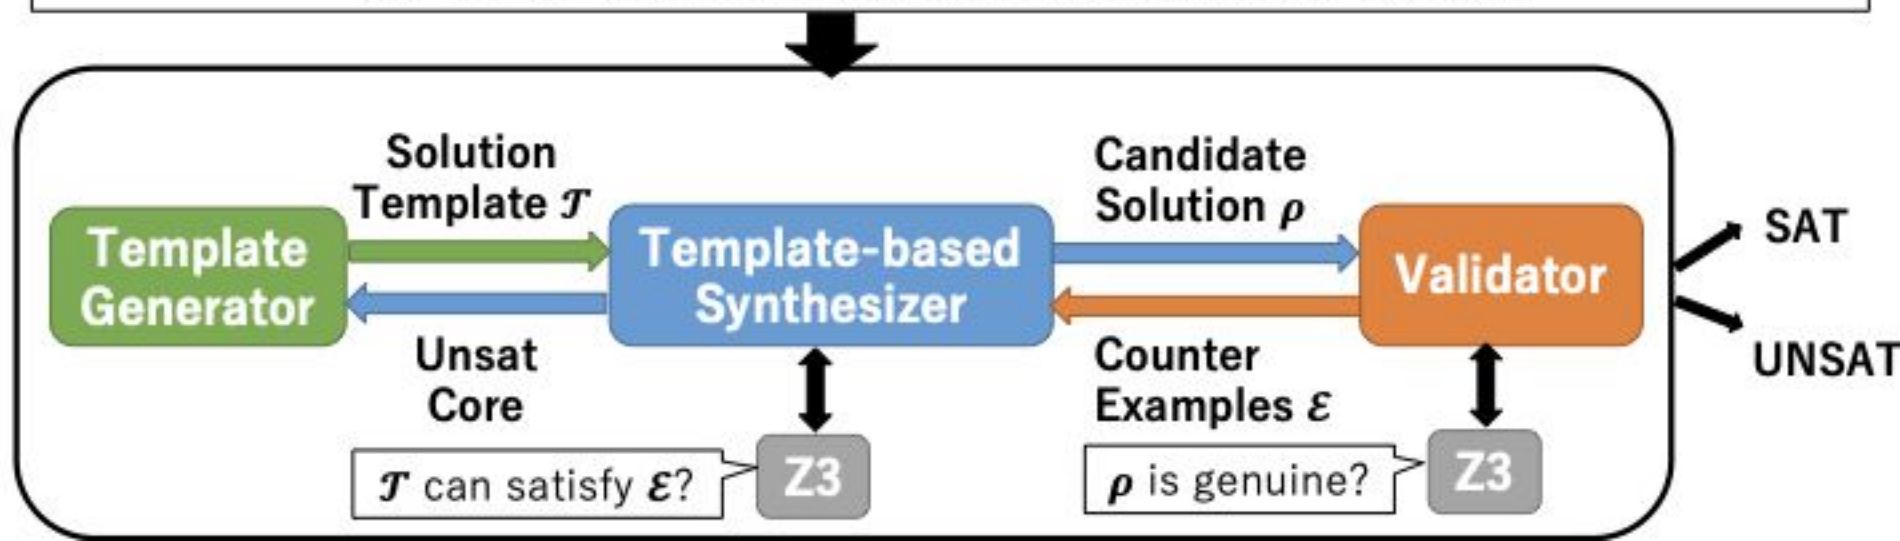 Solution
Template 𝒯
Candidate
Solution ρ
Template
Generator
Template-based
Synthesizer
Validator
SAT
UNSAT
Unsat
Core
Counter
Examples ℰ
𝒯 can satisfy ℰ?
Z3
ρ is genuine?
Z3